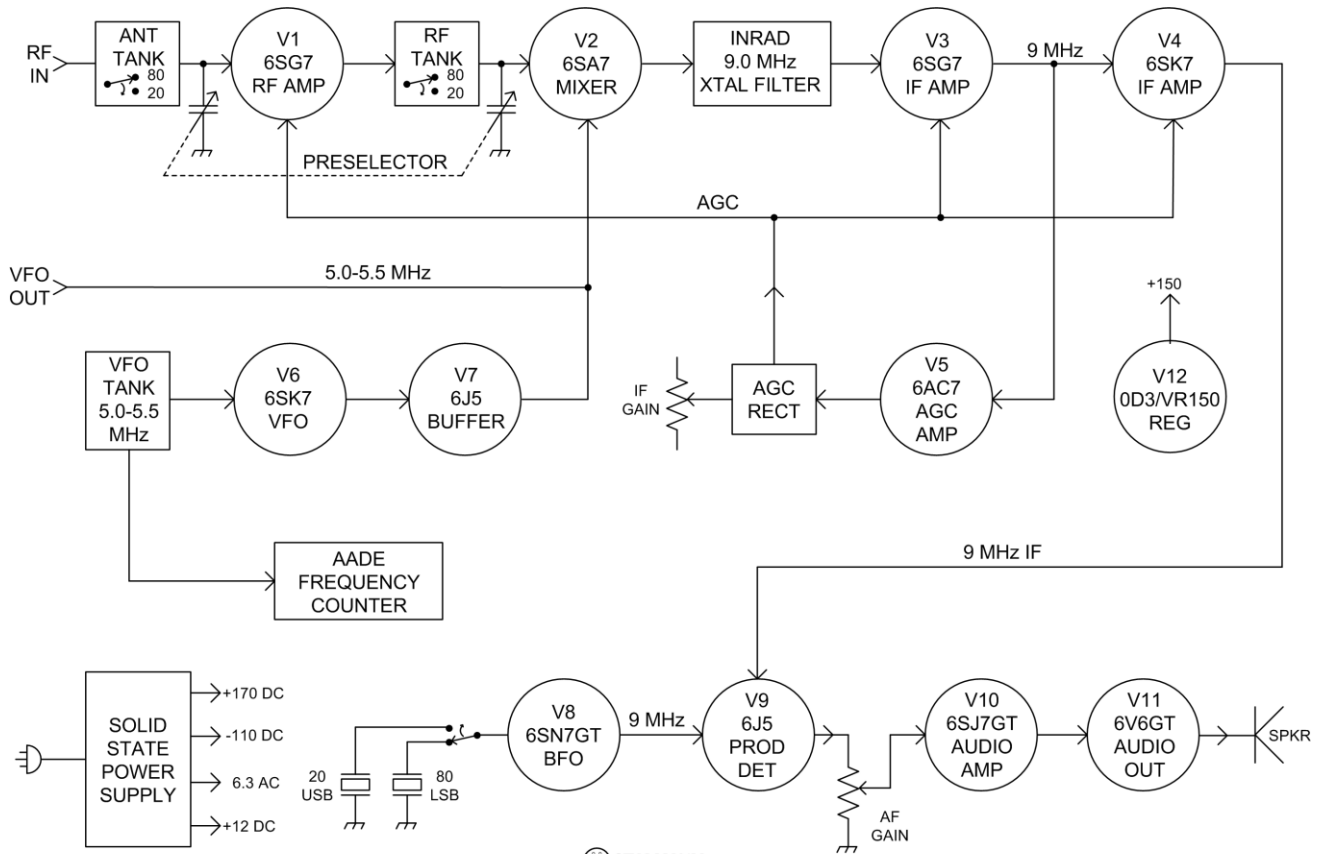 RF
IN
ANT
TANK
80
20
V1
6SG7
RF AMP
RF
TANK
80
20
V2
6SA7
MIXER
INRAD
9.0 MHz
XTAL FILTER
V3
6SG7
IF AMP
9 MHz
V4
6SK7
IF AMP
PRESELECTOR
AGC
VFO
OUT
5.0-5.5 MHz
VFO
TANK
5.0-5.5
MHz
V6
6SK7
VFO
V7
6J5
BUFFER
IF
GAIN
AGC
RECT
V5
6AC7
AGC
AMP
+150
V12
0D3/VR150
REG
AADE
FREQUENCY
COUNTER
9 MHz IF
SOLID
STATE
POWER
SUPPLY
+170 DC
-110 DC
6.3 AC
+12 DC
20
USB
80
LSB
V8
6SN7GT
BFO
9 MHz
V9
6J5
PROD
DET
AF
GAIN
V10
6SJ7GT
AUDIO
AMP
V11
6V6GT
AUDIO
OUT
SPKR